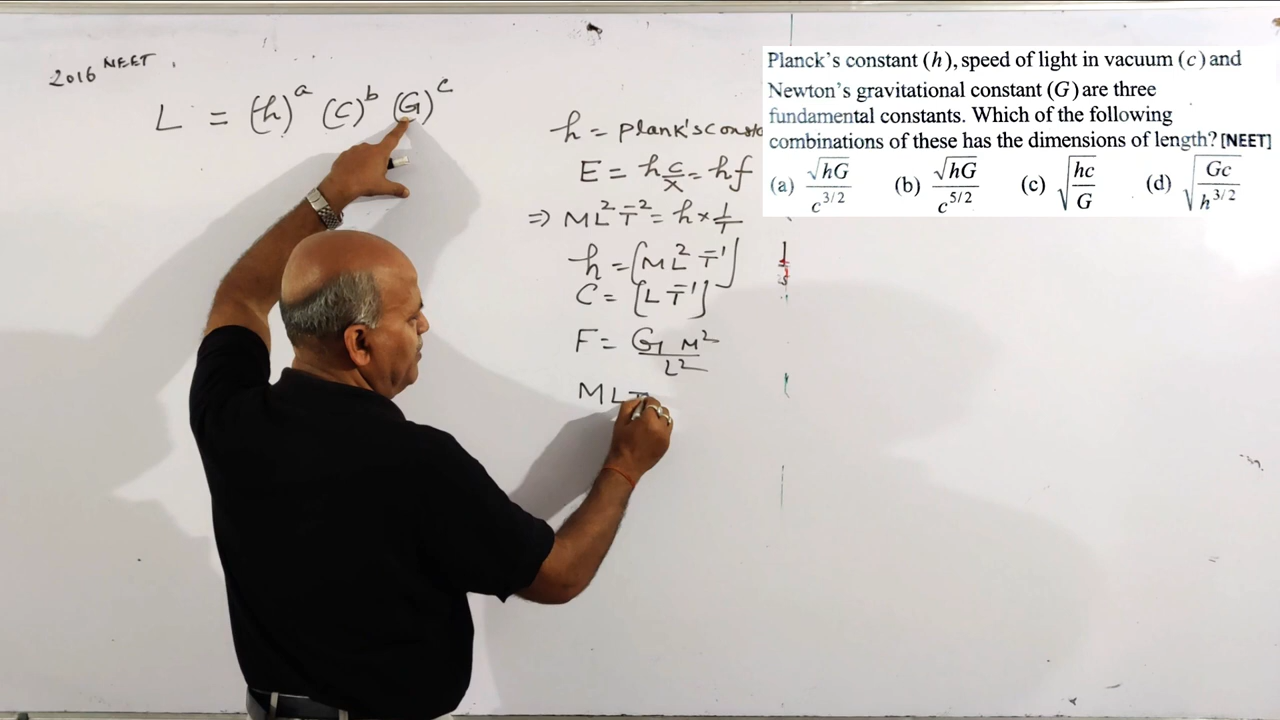 2016 NEET.
L = (h)^a (C)^b (G)^c
h = Plank's consta
E = h c/λ = hf
⇒ ML²T⁻² = h × 1/T
h = [ML²T⁻¹]
C = [LT⁻¹]
F = G M²/L²
MLT
Planck's constant (h), speed of light in vacuum (c) and
Newton's gravitational constant (G) are three
fundamental constants. Which of the following
combinations of these has the dimensions of length? [NEET]
(a) √hG/c^3/2 (b) √hG/c^5/2 (c) √(hc/G) (d) √(Gc/h^3/2)